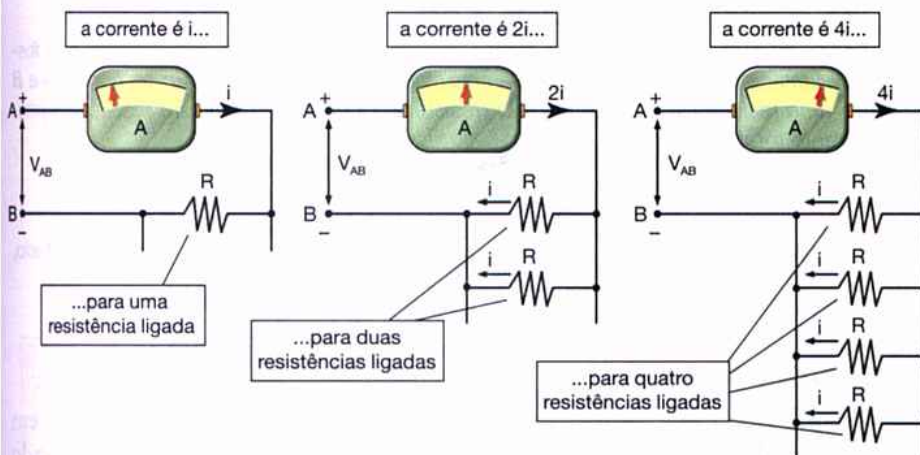 a corrente é i...
a corrente é 2i...
a corrente é 4i...
A
+
A
i
V_AB
R
B
–
...para uma
resistência ligada
A
+
A
2i
V_AB
i
R
B
–
i
R
...para duas
resistências ligadas
A
+
A
4i
V_AB
i
R
B
–
i
R
i
R
i
R
...para quatro
resistências ligadas